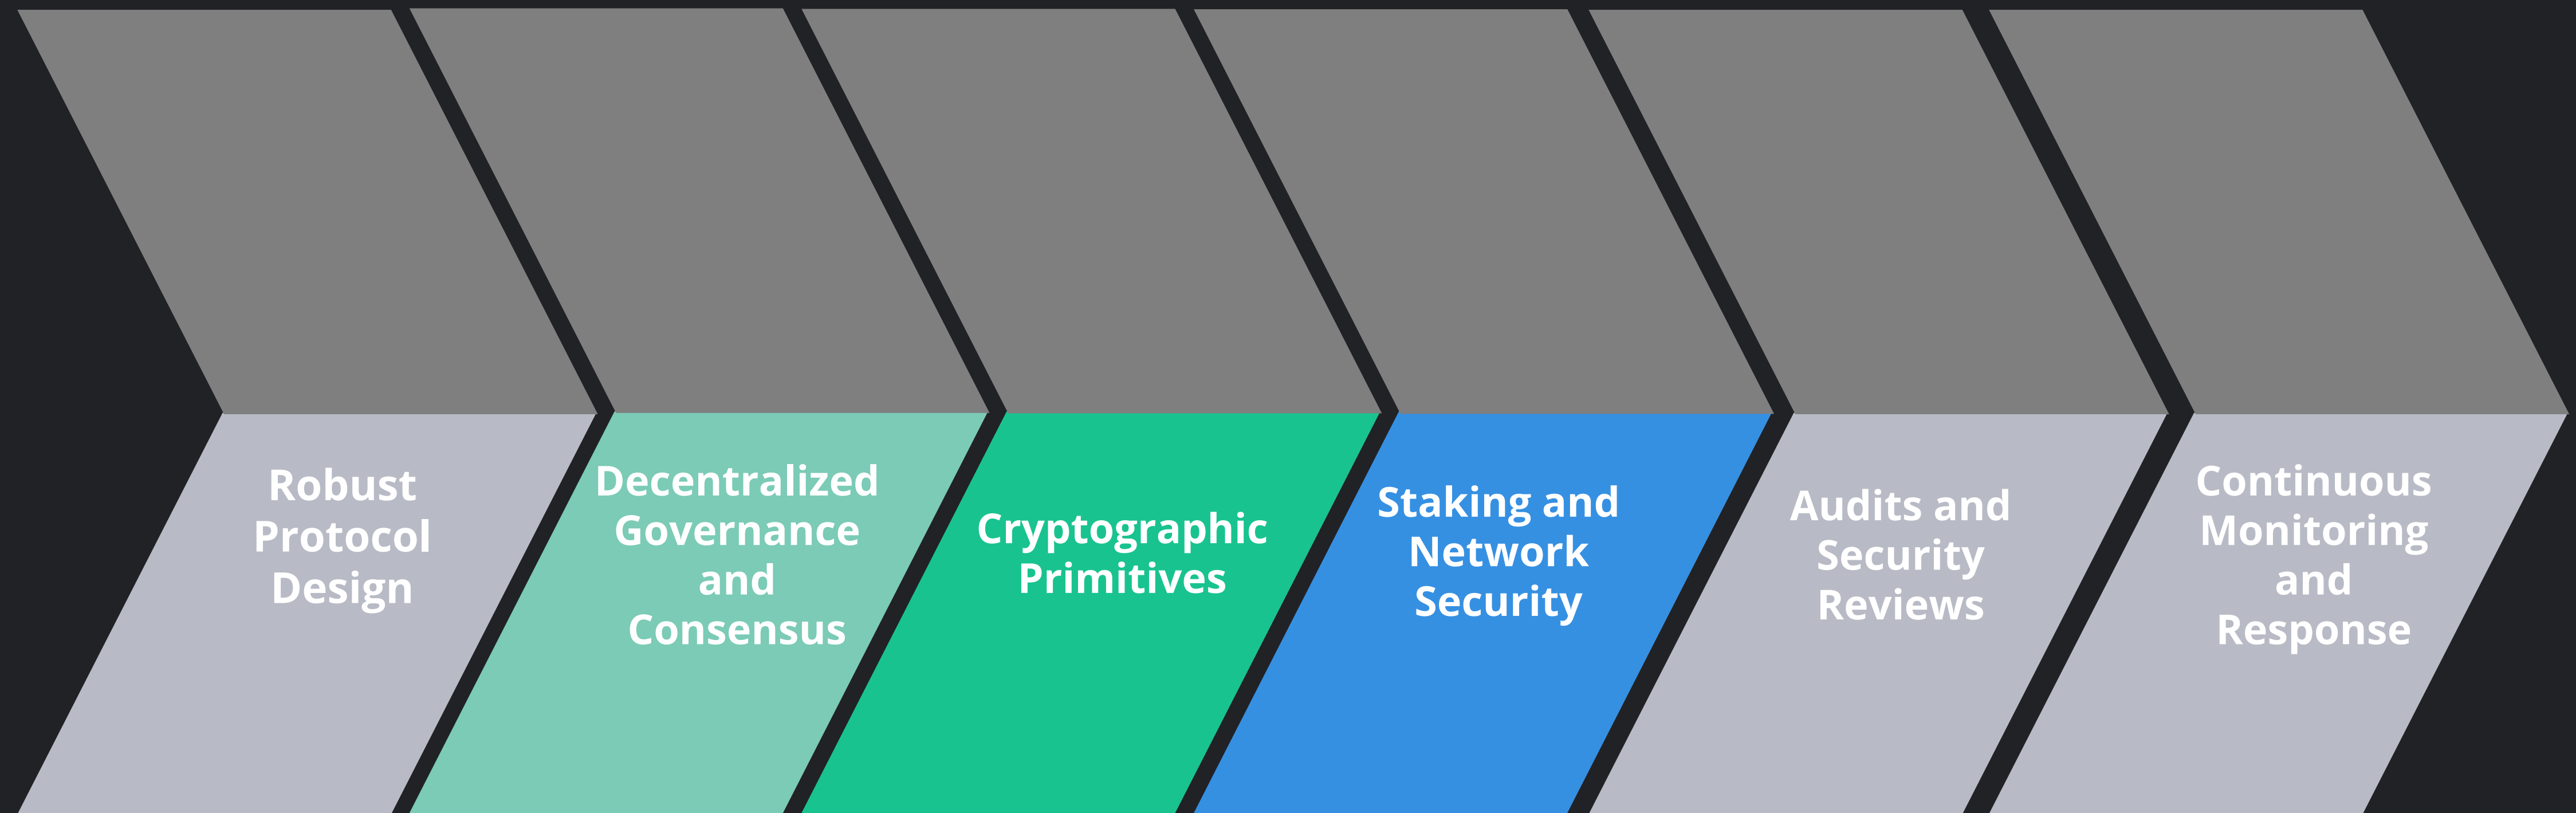 Robust
Protocol
Design
Decentralized
Governance
and
Consensus
Cryptographic
Primitives
Staking and
Network
Security
Audits and
Security
Reviews
Continuous
Monitoring
and
Response